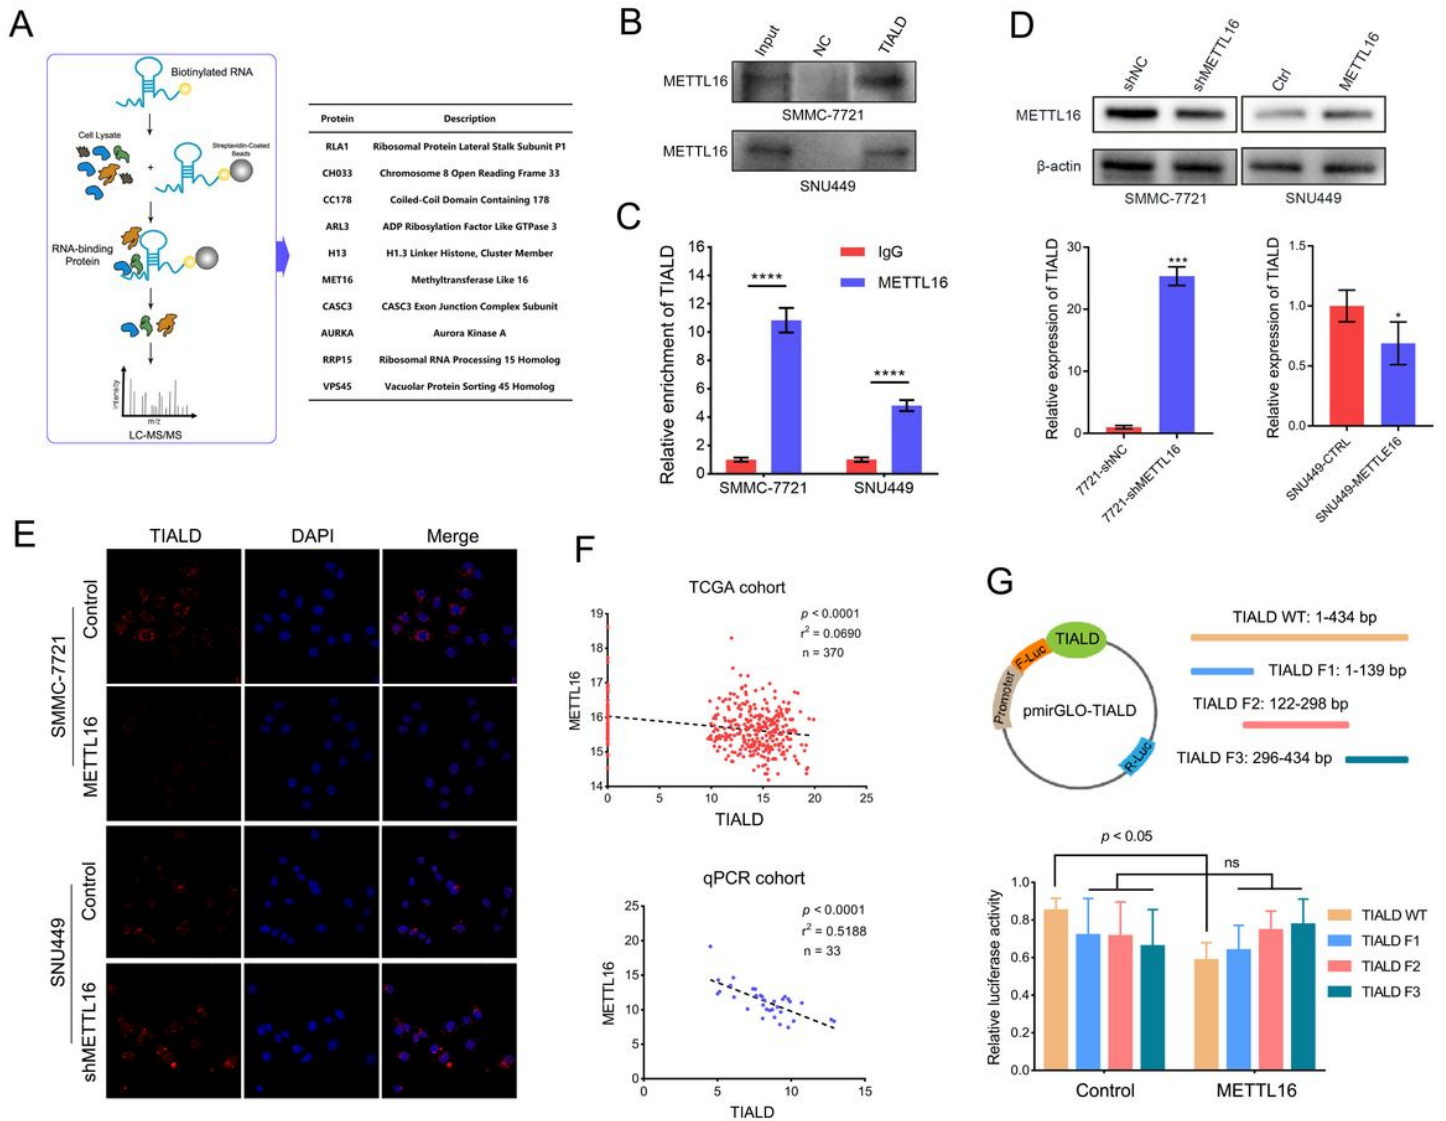 A
Biotinylated RNA
Cell Lysate
+
Streptavidin-Coated
Beads
RNA-binding
Protein
Intensity
m/z
LC-MS/MS
Protein Description
RLA1 Ribosomal Protein Lateral Stalk Subunit P1
CH033 Chromosome 8 Open Reading Frame 33
CC178 Coiled-Coil Domain Containing 178
ARL3 ADP Ribosylation Factor Like GTPase 3
H13 H1.3 Linker Histone, Cluster Member
MET16 Methyltransferase Like 16
CASC3 CASC3 Exon Junction Complex Subunit
AURKA Aurora Kinase A
RRP15 Ribosomal RNA Processing 15 Homolog
VPS45 Vacuolar Protein Sorting 45 Homolog
B
Input NC TIALD
METTL16
SMMC-7721
METTL16
SNU449
C
Relative enrichment of TIALD
16
14
12
10
8
6
4
2
0
IgG
METTL16
****
****
SMMC-7721 SNU449
D
shNC shMETTL16 Ctrl METTL16
METTL16
β-actin
SMMC-7721 SNU449
Relative expression of TIALD
30
20
10
0
***
7721-shNC
7721-shMETTL16
Relative expression of TIALD
1.5
1.0
0.5
0.0
*
SNU449-CTRL
SNU449-METTLE16
E
TIALD DAPI Merge
SMMC-7721
Control
METTL16
SNU449
Control
shMETTL16
F
TCGA cohort
p < 0.0001
r2 = 0.0690
n = 370
METTL16
19
18
17
16
15
14
0 5 10 15 20 25
TIALD
qPCR cohort
p < 0.0001
r2 = 0.5188
n = 33
METTL16
25
20
15
10
5
0
0 5 10 15
TIALD
G
TIALD
F-Luc
Promoter
pmirGLO-TIALD
R-Luc
TIALD WT: 1-434 bp
TIALD F1: 1-139 bp
TIALD F2: 122-298 bp
TIALD F3: 296-434 bp
p < 0.05
ns
Relative luciferase activity
1.0
0.8
0.6
0.4
0.2
0.0
Control METTL16
TIALD WT
TIALD F1
TIALD F2
TIALD F3